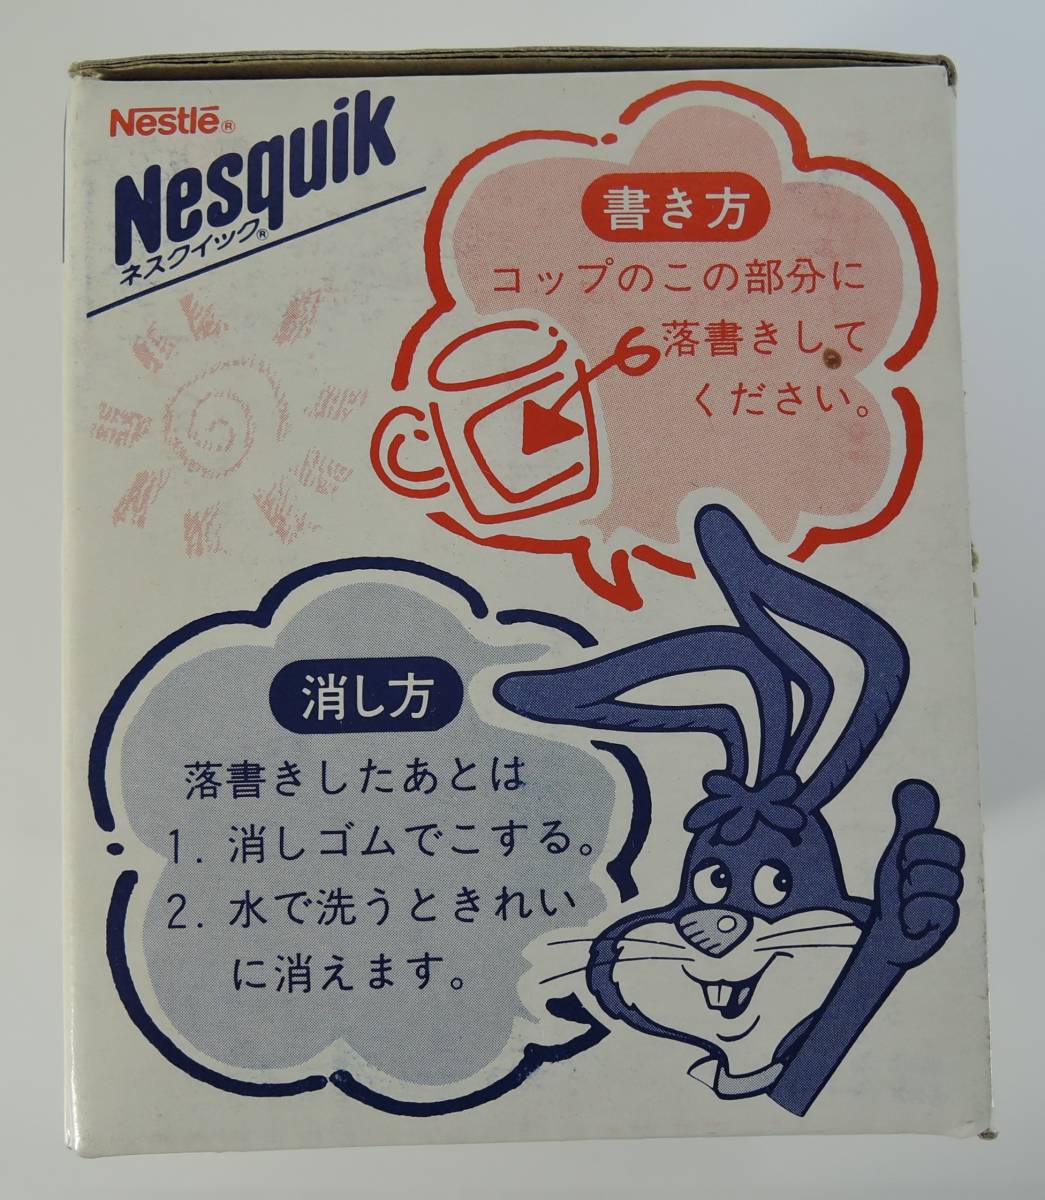 Nestlé®
Nesquik
ネスクイック®
書き方
コップのこの部分に
落書きして
ください。
消し方
落書きしたあとは
1. 消しゴムでこする。
2. 水で洗うときれい
に消えます。